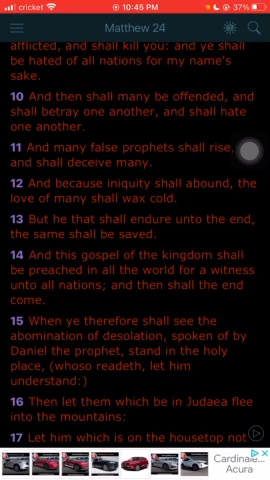 cricket
10:45 PM
37%
Matthew 24
afflicted, and shall kill you: and ye shall
be hated of all nations for my name's
sake.
10 And then shall many be offended, and
shall betray one another, and shall hate
one another.
11 And many false prophets shall rise,
and shall deceive many.
12 And because iniquity shall abound, the
love of many shall wax cold.
13 But he that shall endure unto the end,
the same shall be saved.
14 And this gospel of the kingdom shall
be preached in all the world for a witness
unto all nations; and then shall the end
come.
15 When ye therefore shall see the
abomination of desolation, spoken of by
Daniel the prophet, stand in the holy
place, (whoso readeth, let him
understand:)
16 Then let them which be in Judaea flee
into the mountains:
17 Let him which is on the housetop not
Cardinale...
Acura